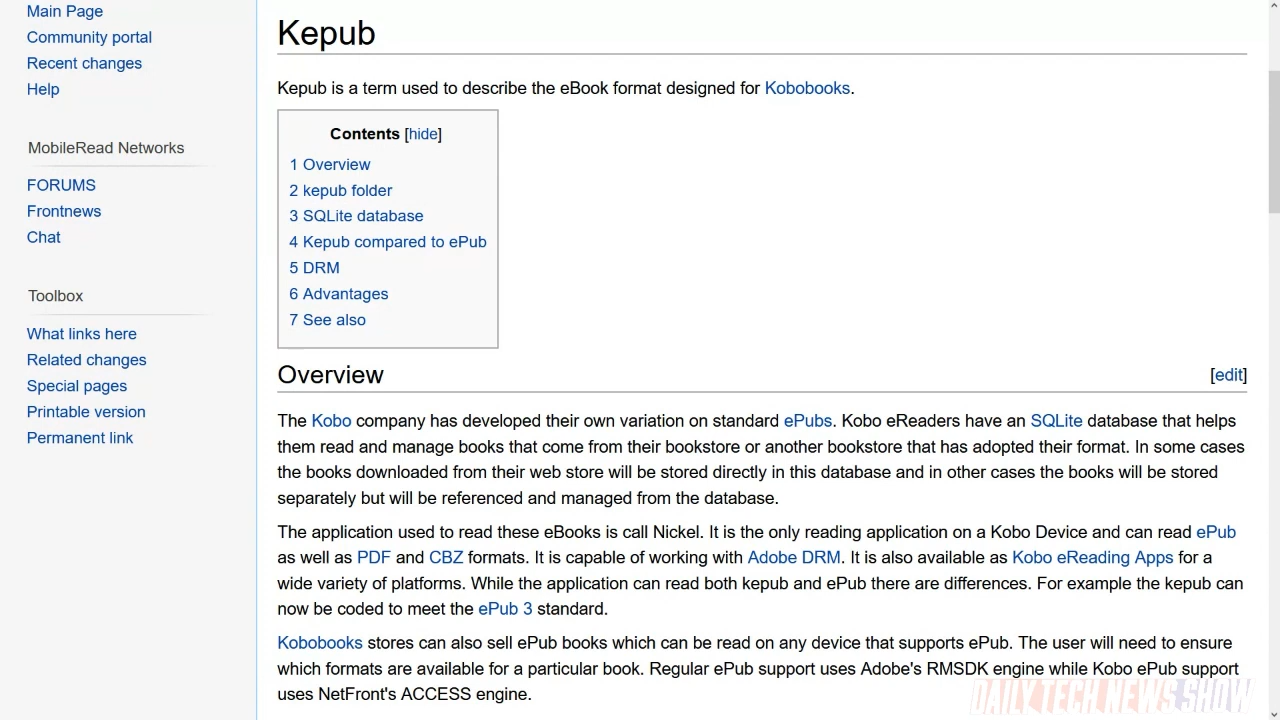 Main Page
Community portal
Recent changes
Help
MobileRead Networks
FORUMS
Frontnews
Chat
Toolbox
What links here
Related changes
Special pages
Printable version
Permanent link
Kepub
Kepub is a term used to describe the eBook format designed for Kobobooks.
Contents [hide]
1 Overview
2 kepub folder
3 SQLite database
4 Kepub compared to ePub
5 DRM
6 Advantages
7 See also
Overview [edit]
The Kobo company has developed their own variation on standard ePubs. Kobo eReaders have an SQLite database that helps
them read and manage books that come from their bookstore or another bookstore that has adopted their format. In some cases
the books downloaded from their web store will be stored directly in this database and in other cases the books will be stored
separately but will be referenced and managed from the database.
The application used to read these eBooks is call Nickel. It is the only reading application on a Kobo Device and can read ePub
as well as PDF and CBZ formats. It is capable of working with Adobe DRM. It is also available as Kobo eReading Apps for a
wide variety of platforms. While the application can read both kepub and ePub there are differences. For example the kepub can
now be coded to meet the ePub 3 standard.
Kobobooks stores can also sell ePub books which can be read on any device that supports ePub. The user will need to ensure
which formats are available for a particular book. Regular ePub support uses Adobe's RMSDK engine while Kobo ePub support
uses NetFront's ACCESS engine.
DAILY TECH NEWS SHOW